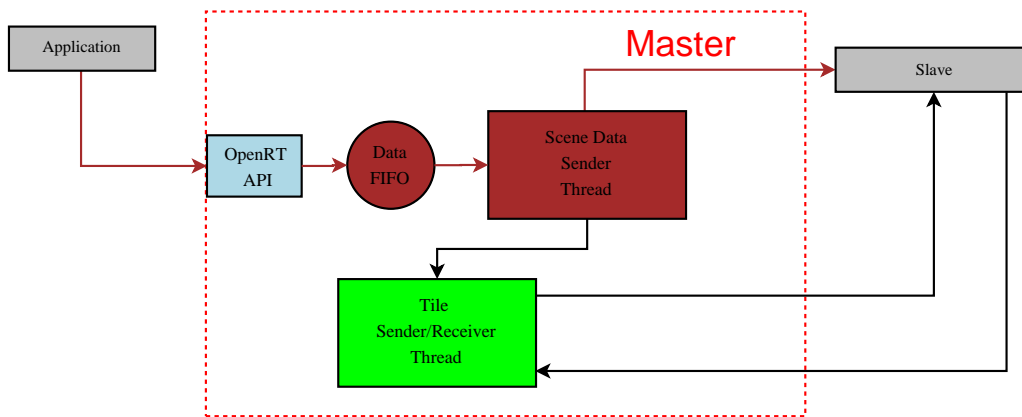 Master
Application
Slave
OpenRT
API
Data
FIFO
Scene Data
Sender
Thread
Tile
Sender/Receiver
Thread